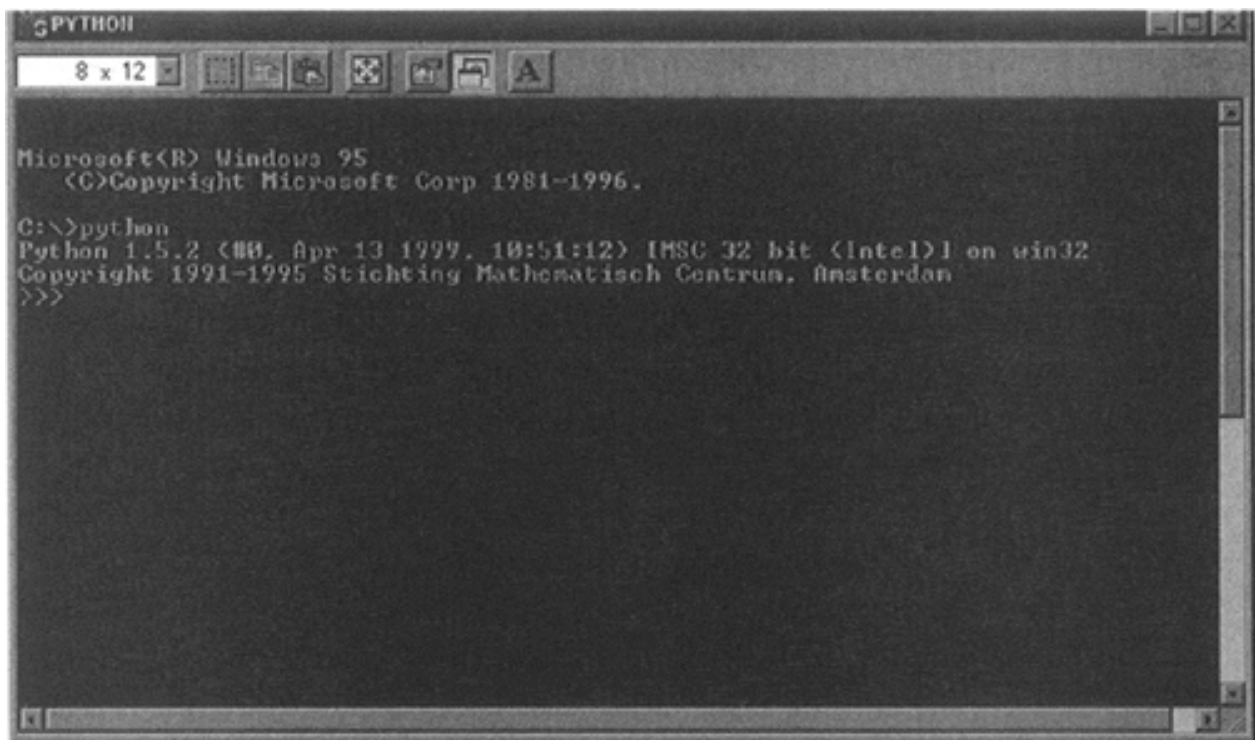 PYTHON
8 x 12
A
Microsoft(R) Windows 95
(C)Copyright Microsoft Corp 1981-1996.
C:\>python
Python 1.5.2 (#0, Apr 13 1999, 10:51:12) [MSC 32 bit (Intel)] on win32
Copyright 1991-1995 Stichting Mathematisch Centrum, Amsterdam
>>>